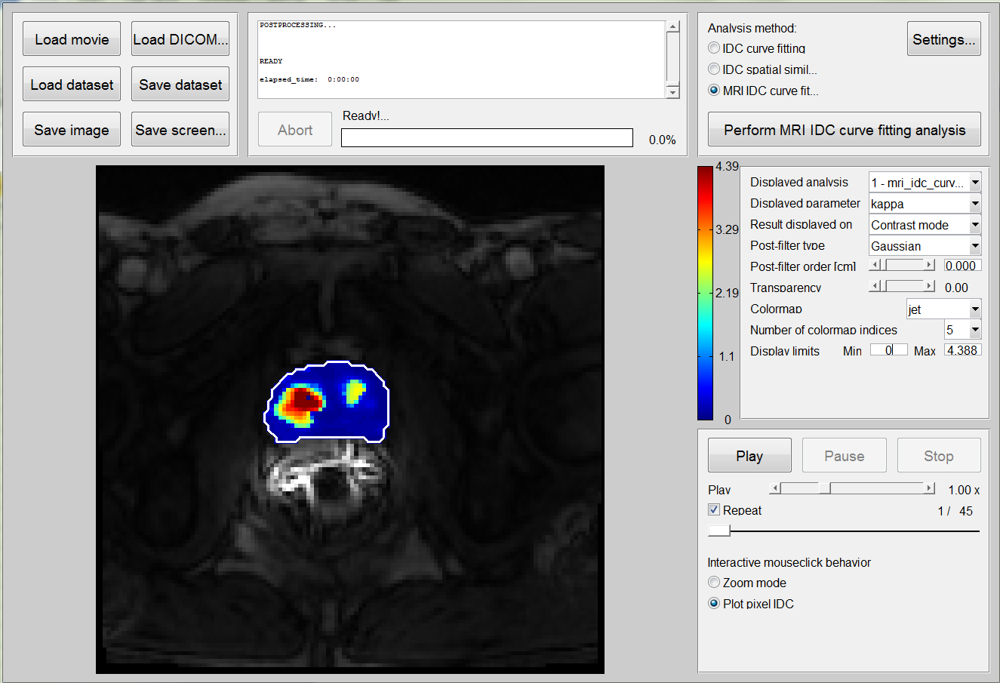 Load movie
Load DICOM...
Load dataset
Save dataset
Save image
Save screen...
POSTPROCESSING...
READY
elapsed_time: 0:00:00
Abort
Ready!...
0.0%
Analysis method:
IDC curve fitting
IDC spatial simil...
MRI IDC curve fit...
Settings...
Perform MRI IDC curve fitting analysis
4.39
3.29
2.19
1.1
0
Displayed analysis
1 - mri_idc_curv...
Displayed parameter
kappa
Result displayed on
Contrast mode
Post-filter type
Gaussian
Post-filter order [cm]
0.000
Transparency
0.00
Colormap
jet
Number of colormap indices
5
Display limits Min 0 Max 4.388
Play
Pause
Stop
Play
1.00 x
Repeat
1 / 45
Interactive mouseclick behavior
Zoom mode
Plot pixel IDC